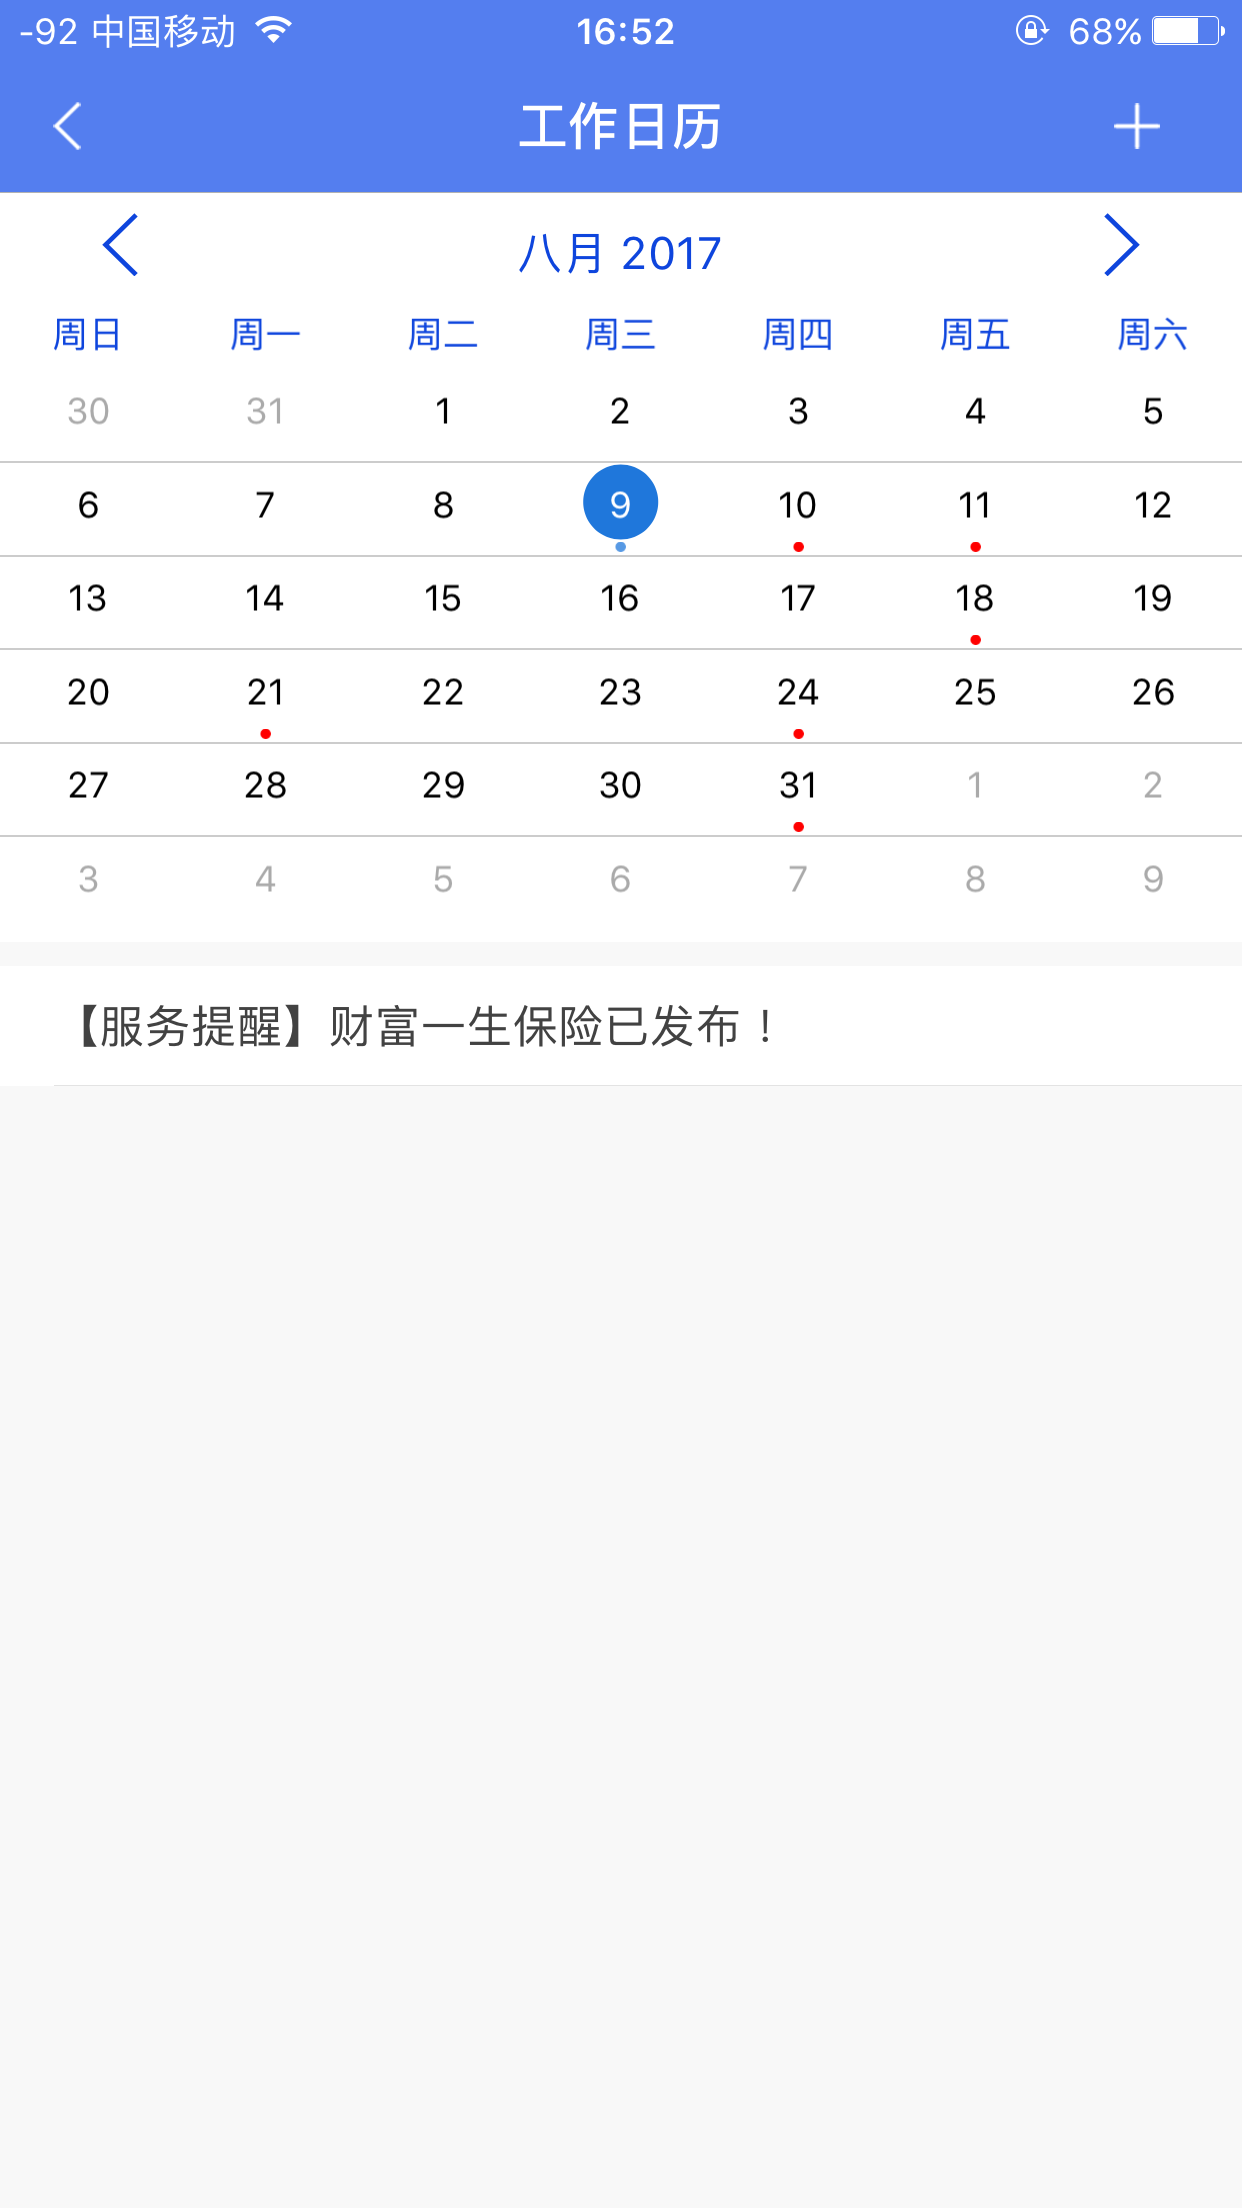 -92 中国移动 16:52 68%
工作日历
八月 2017
周日 周一 周二 周三 周四 周五 周六
30 31 1 2 3 4 5
6 7 8 9 10 11 12
13 14 15 16 17 18 19
20 21 22 23 24 25 26
27 28 29 30 31 1 2
3 4 5 6 7 8 9
【服务提醒】财富一生保险已发布！